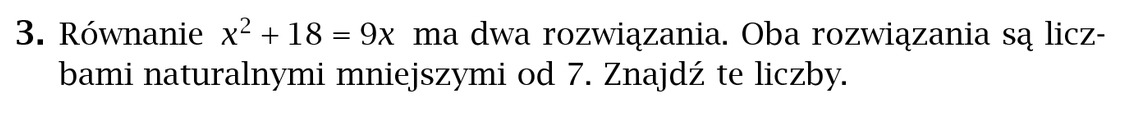 3. Równanie x² + 18 = 9x ma dwa rozwiązania. Oba rozwiązania są licz-
bami naturalnymi mniejszymi od 7. Znajdź te liczby.